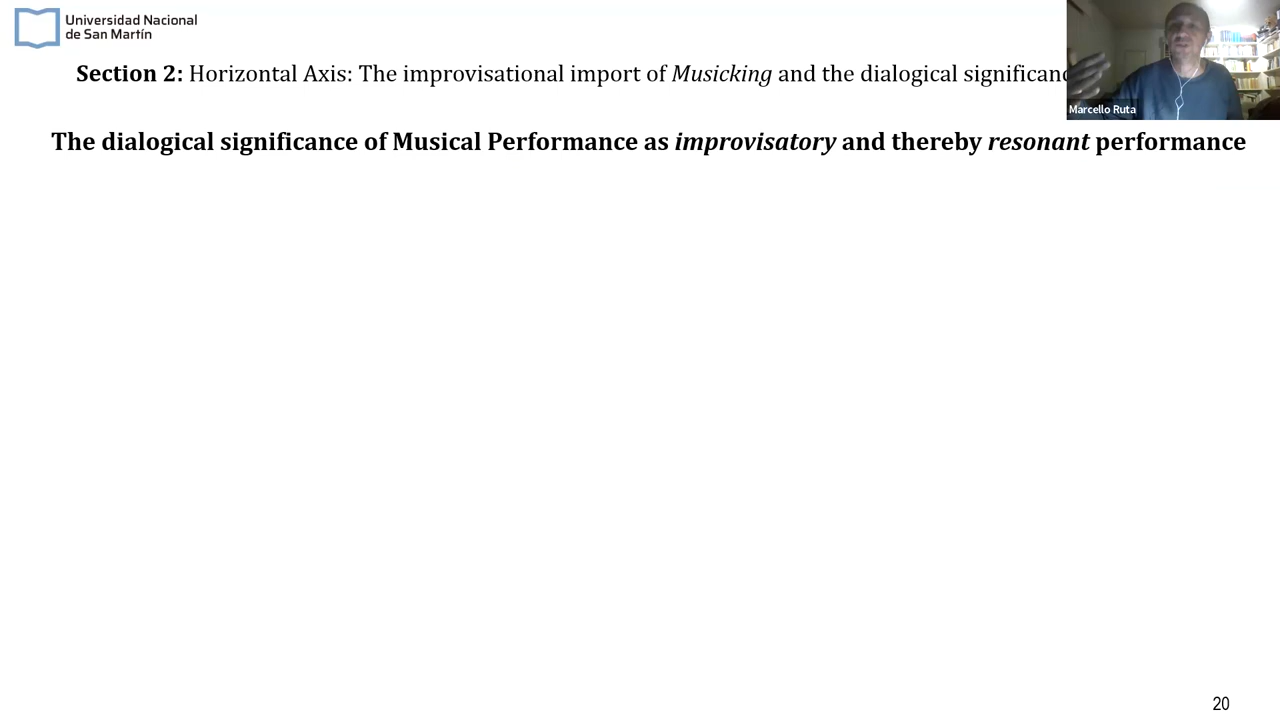 Universidad Nacional
de San Martín
Section 2: Horizontal Axis: The improvisational import of Musicking and the dialogical
Marcello Ruta
The dialogical significance of Musical Performance as improvisatory and thereby resonant performance
20